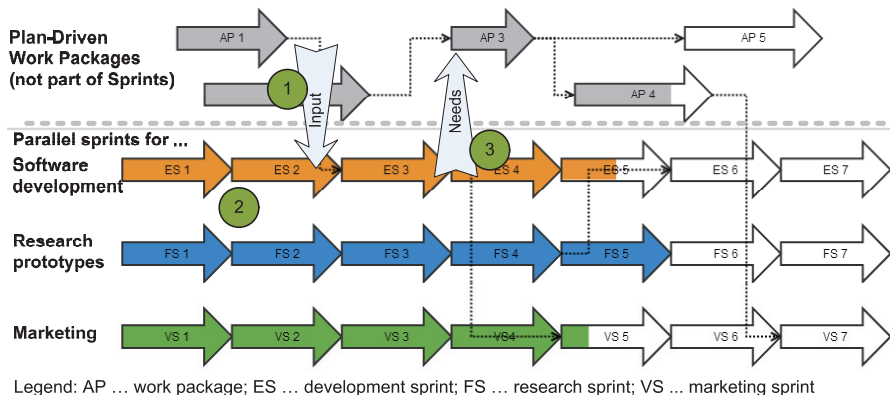 Plan-Driven
Work Packages
(not part of Sprints)
AP 1
AP 3
AP 5
1
Input
Needs
AP 4
Parallel sprints for ...
Software
development
3
ES 1
ES 2
ES 3
ES 4
ES 5
ES 6
ES 7
2
Research
prototypes
FS 1
FS 2
FS 3
FS 4
FS 5
FS 6
FS 7
Marketing
VS 1
VS 2
VS 3
VS4
VS 5
VS 6
VS 7
Legend: AP … work package; ES … development sprint; FS … research sprint; VS ... marketing sprint